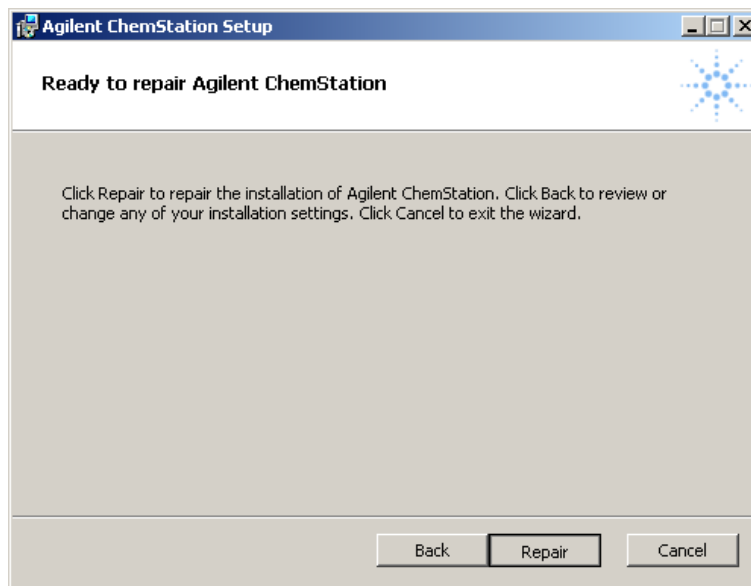 Agilent ChemStation Setup
Ready to repair Agilent ChemStation
Click Repair to repair the installation of Agilent ChemStation. Click Back to review or
change any of your installation settings. Click Cancel to exit the wizard.
Back Repair Cancel